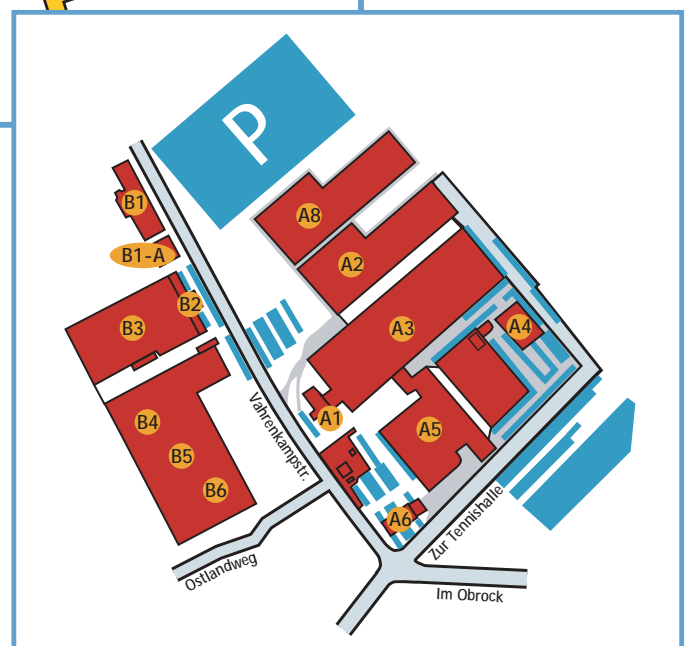 P
B1
A8
B1-A
A2
B2
B3
A3
A4
A1
B4
A5
B5
B6
A6
Vahrenkampstr.
Zur Tennishalle
Ostlandweg
Im Obrock